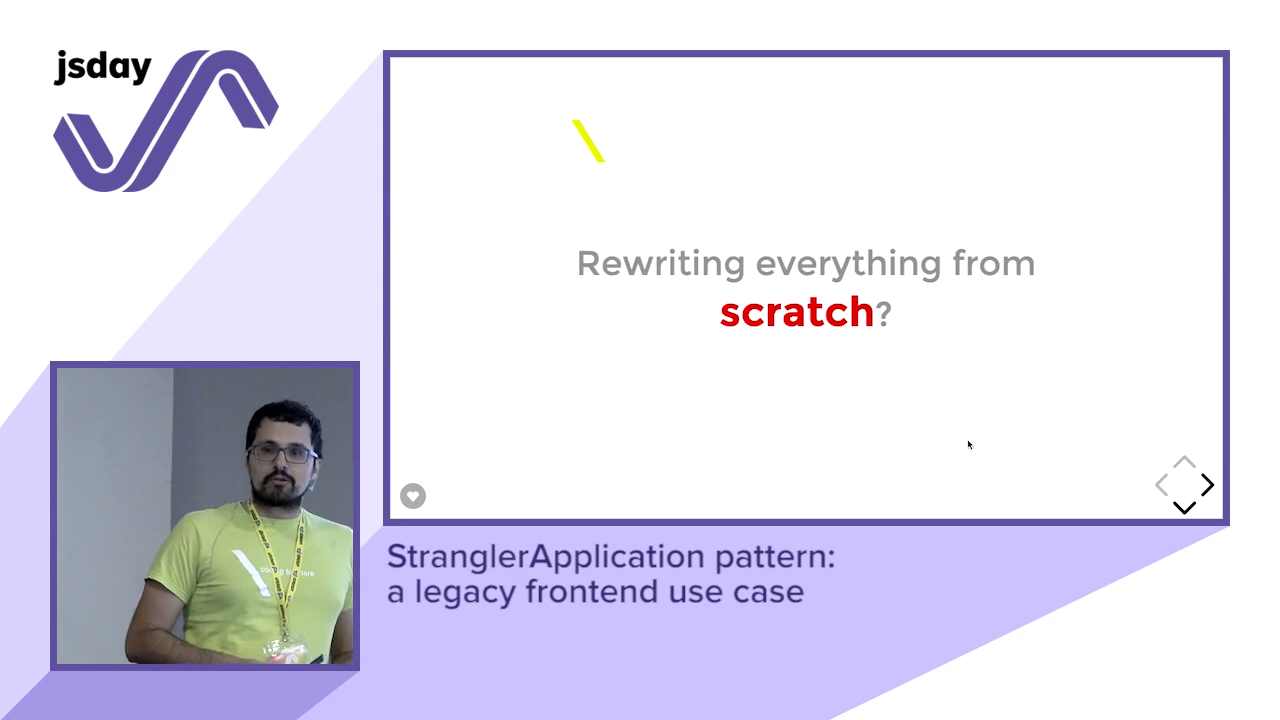 jsday
Rewriting everything from
scratch?
StranglerApplication pattern:
a legacy frontend use case